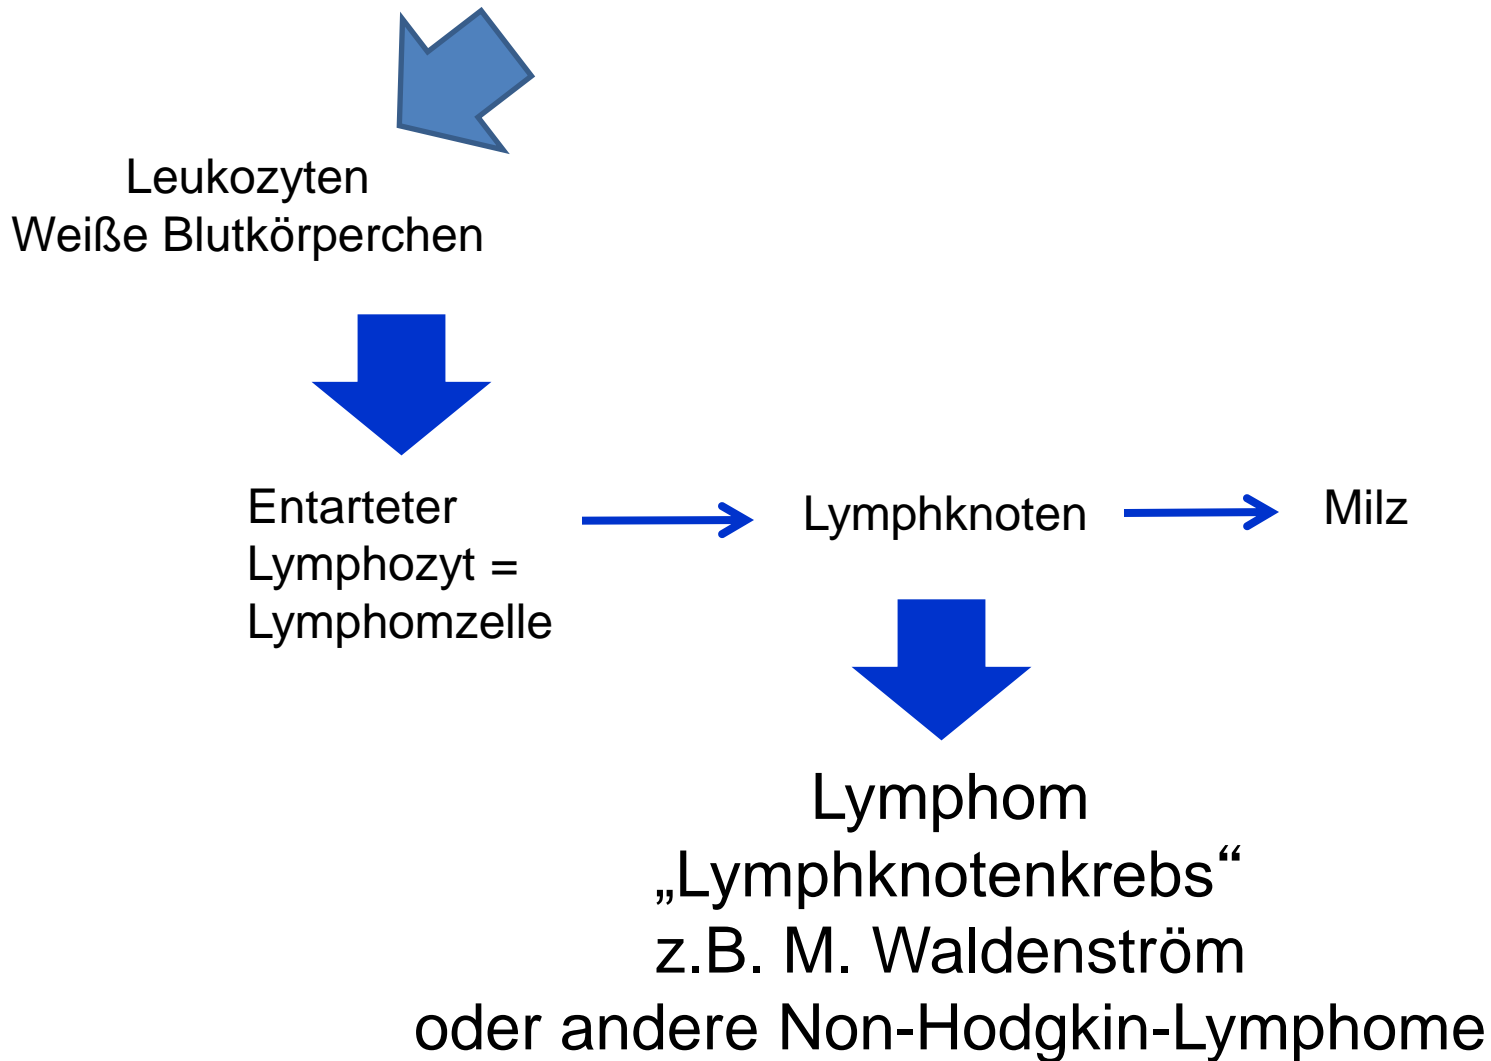 Leukozyten
Weiße Blutkörperchen
Entarteter
Lymphozyt =
Lymphomzelle
Lymphknoten
Milz
Lymphom
„Lymphknotenkrebs“
z.B. M. Waldenström
oder andere Non-Hodgkin-Lymphome